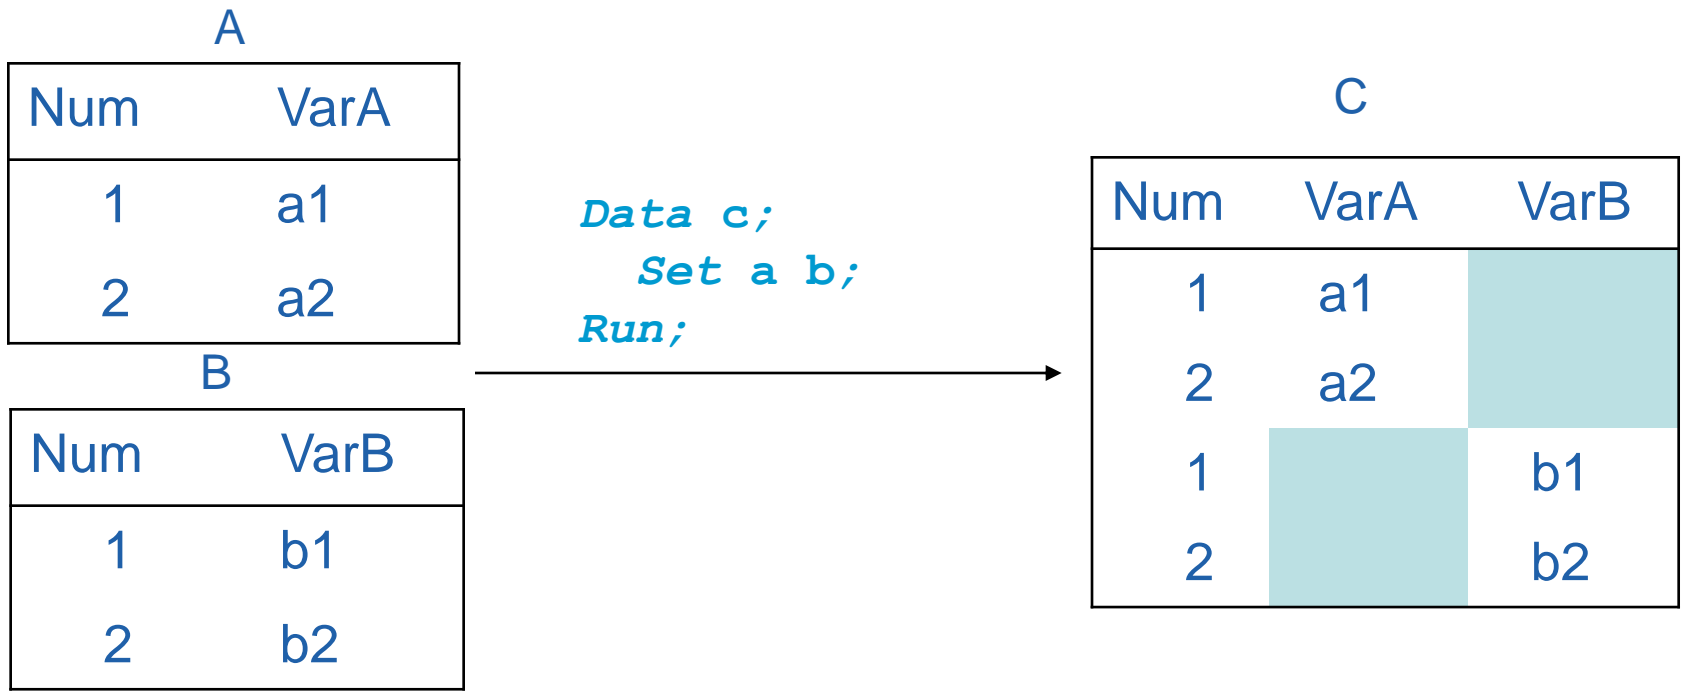 A
Num VarA
1 a1
2 a2
B
Num VarB
1 b1
2 b2
Data c;
Set a b;
Run;
C
Num VarA VarB
1 a1
2 a2
1 b1
2 b2